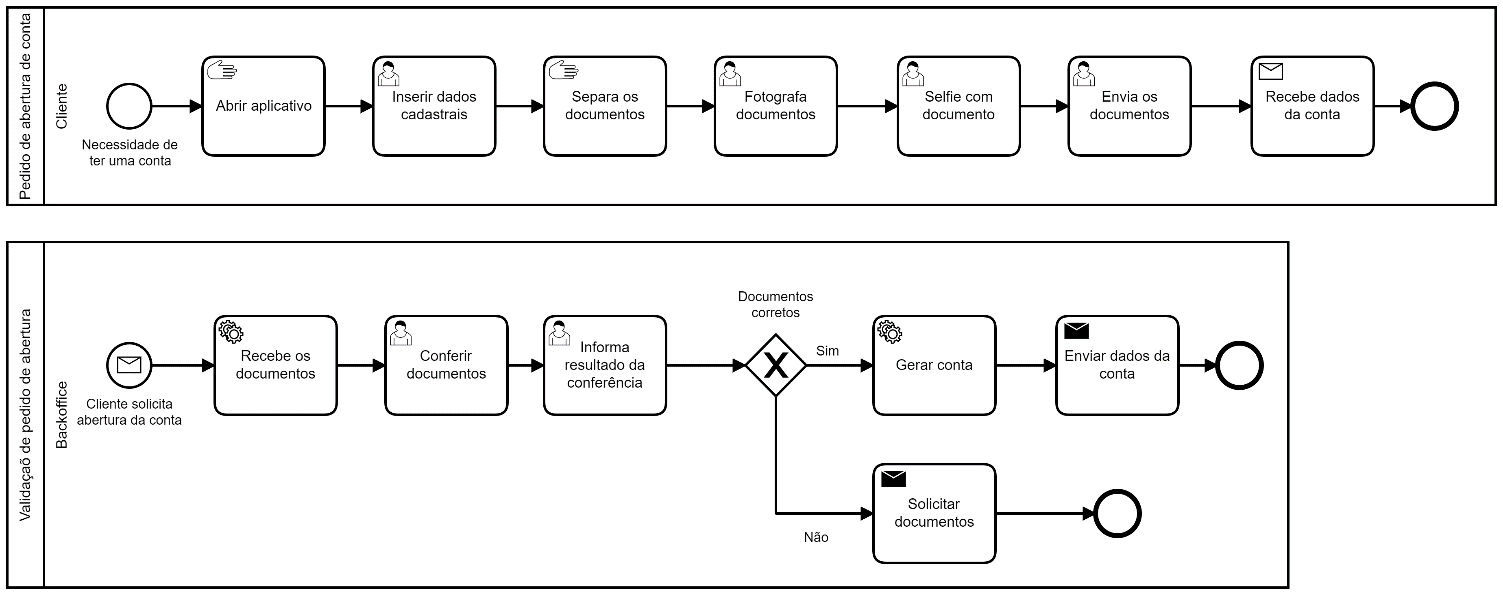 Pedido de abertura de conta
Cliente
Necessidade de
ter uma conta
Abrir aplicativo
Inserir dados
cadastrais
Separa os
documentos
Fotografa
documentos
Selfie com
documento
Envia os
documentos
Recebe dados
da conta
Validaçaõ de pedido de abertura
Backoffice
Cliente solicita
abertura da conta
Recebe os
documentos
Conferir
documentos
Informa
resultado da
conferência
Documentos
corretos
Sim
Gerar conta
Enviar dados da
conta
Não
Solicitar
documentos